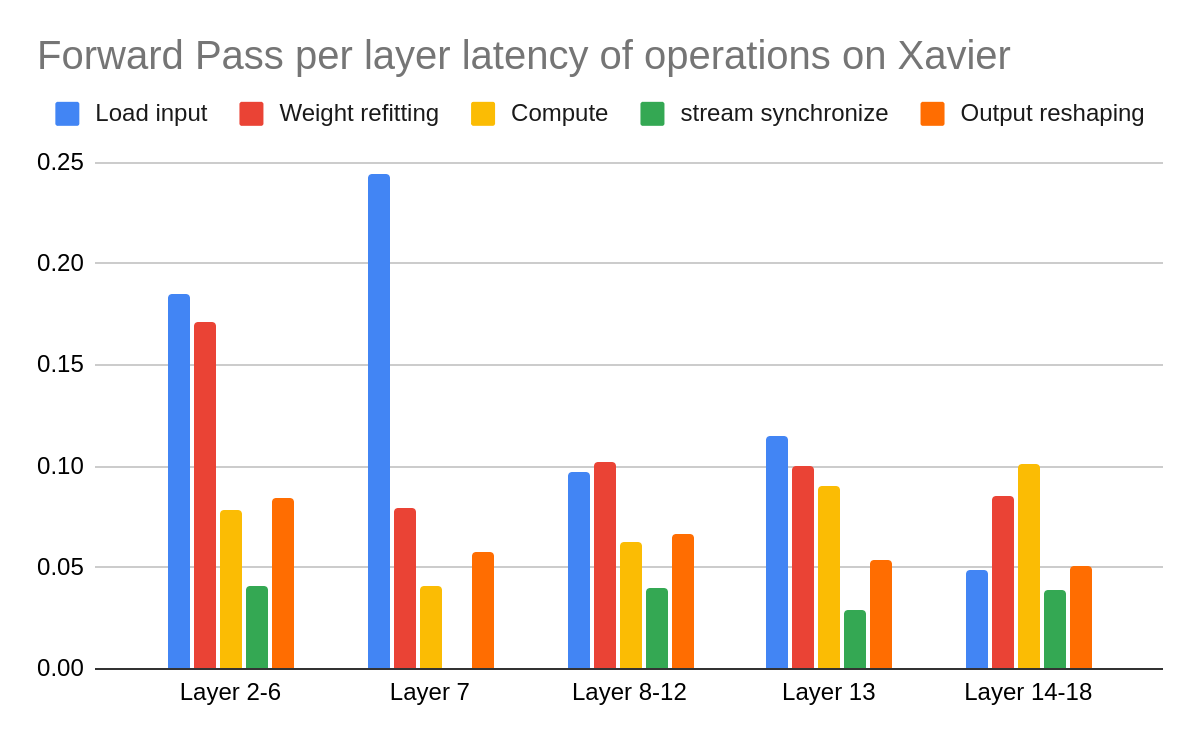 Forward Pass per layer latency of operations on Xavier
Load input Weight refitting Compute stream synchronize Output reshaping
0.25
0.20
0.15
0.10
0.05
0.00
Layer 2-6 Layer 7 Layer 8-12 Layer 13 Layer 14-18